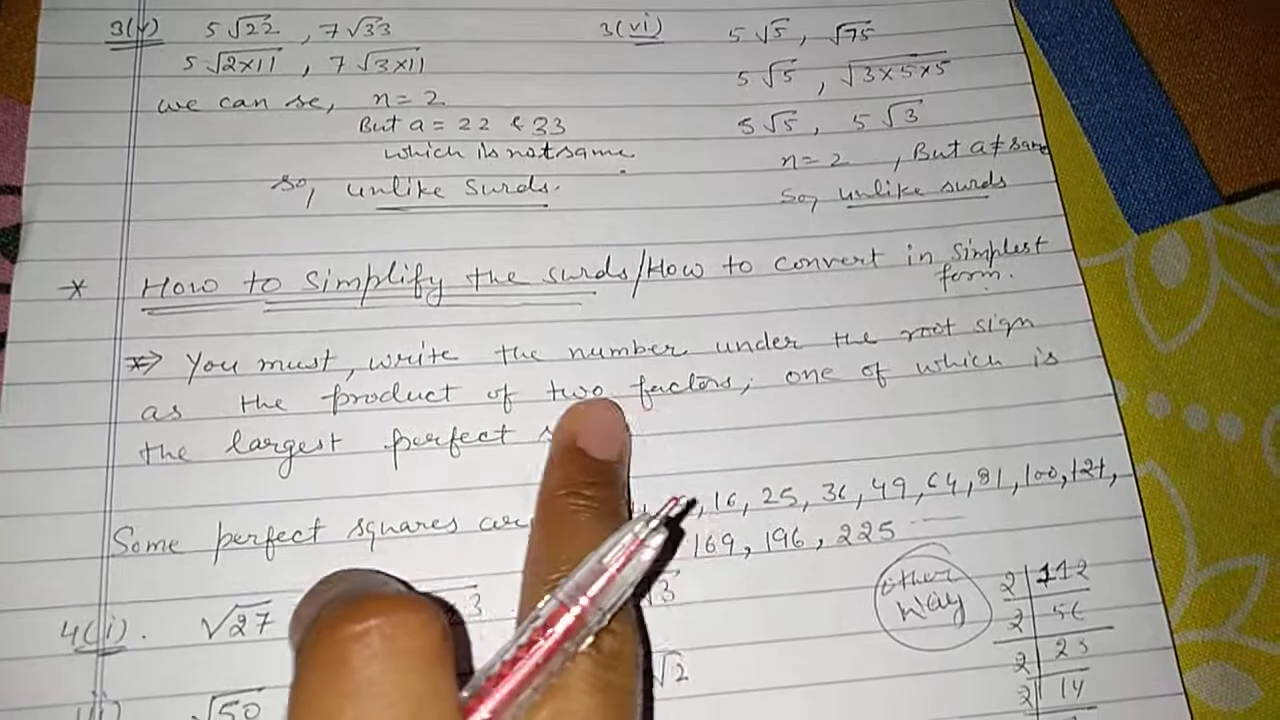 3(v) 5√22 , 7√33
5√2×11 , 7√3×11
we can se, n = 2
But a = 22 & 33
which is not same.
so, unlike surds.
3(vi) 5√5, √75
5√5 , √3×5×5
5√5, 5√3
n = 2 , But a ≠ same
So, unlike surds
* How to simplify the surds/How to convert in simplest form.
*⇒ You must, write the number under the root sign
as the product of two factors, one of which is
the largest perfect
Some perfect squares are 16, 25, 36, 49, 64, 81, 100, 121,
169, 196, 225
4(i). √27 √3
√50 √2
other way
2 | 112
2 | 56
2 | 28
2 | 14